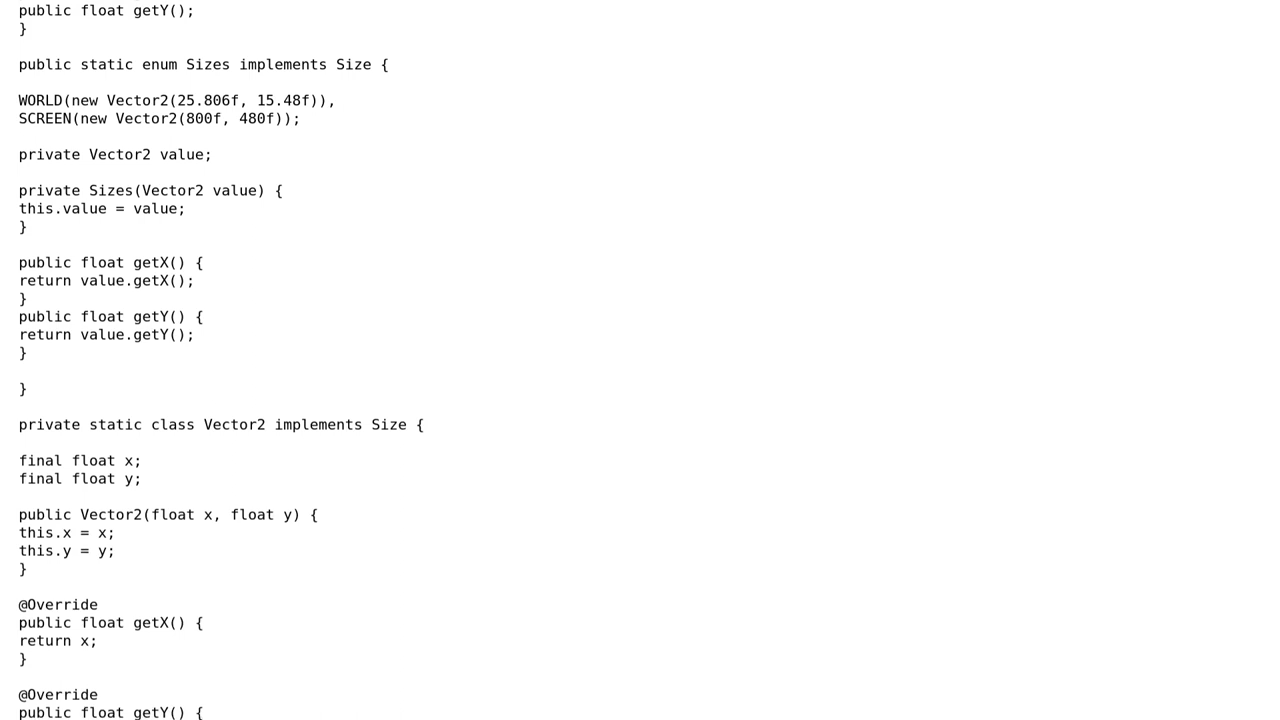 public float getY();
}
public static enum Sizes implements Size {
WORLD(new Vector2(25.806f, 15.48f)),
SCREEN(new Vector2(800f, 480f));
private Vector2 value;
private Sizes(Vector2 value) {
this.value = value;
}
public float getX() {
return value.getX();
}
public float getY() {
return value.getY();
}
}
private static class Vector2 implements Size {
final float x;
final float y;
public Vector2(float x, float y) {
this.x = x;
this.y = y;
}
@Override
public float getX() {
return x;
}
@Override
public float getY() {